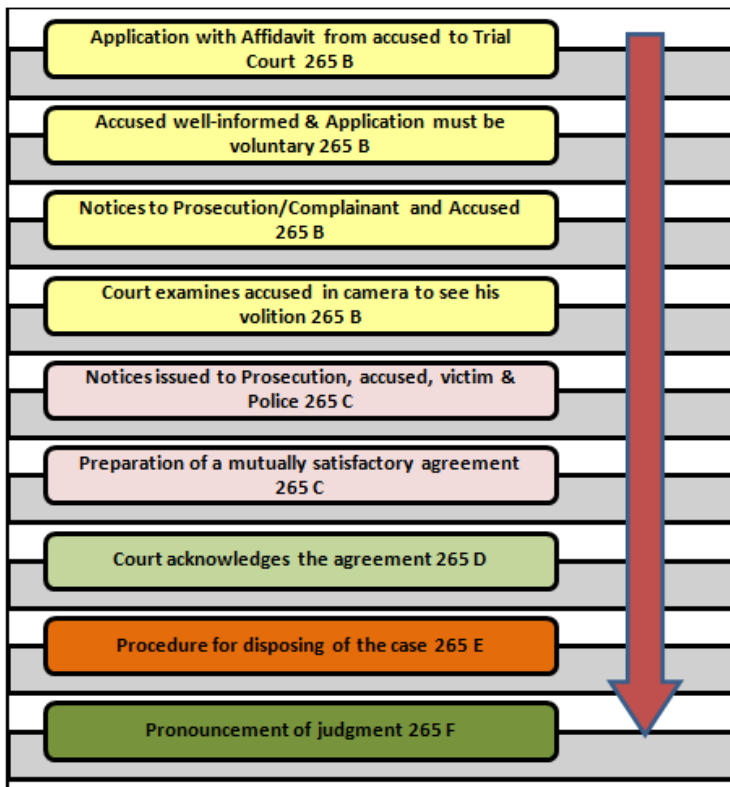 Application with Affidavit from accused to Trial
Court 265 B
Accused well-informed & Application must be
voluntary 265 B
Notices to Prosecution/Complainant and Accused
265 B
Court examines accused in camera to see his
volition 265 B
Notices issued to Prosecution, accused, victim &
Police 265 C
Preparation of a mutually satisfactory agreement
265 C
Court acknowledges the agreement 265 D
Procedure for disposing of the case 265 E
Pronouncement of judgment 265 F